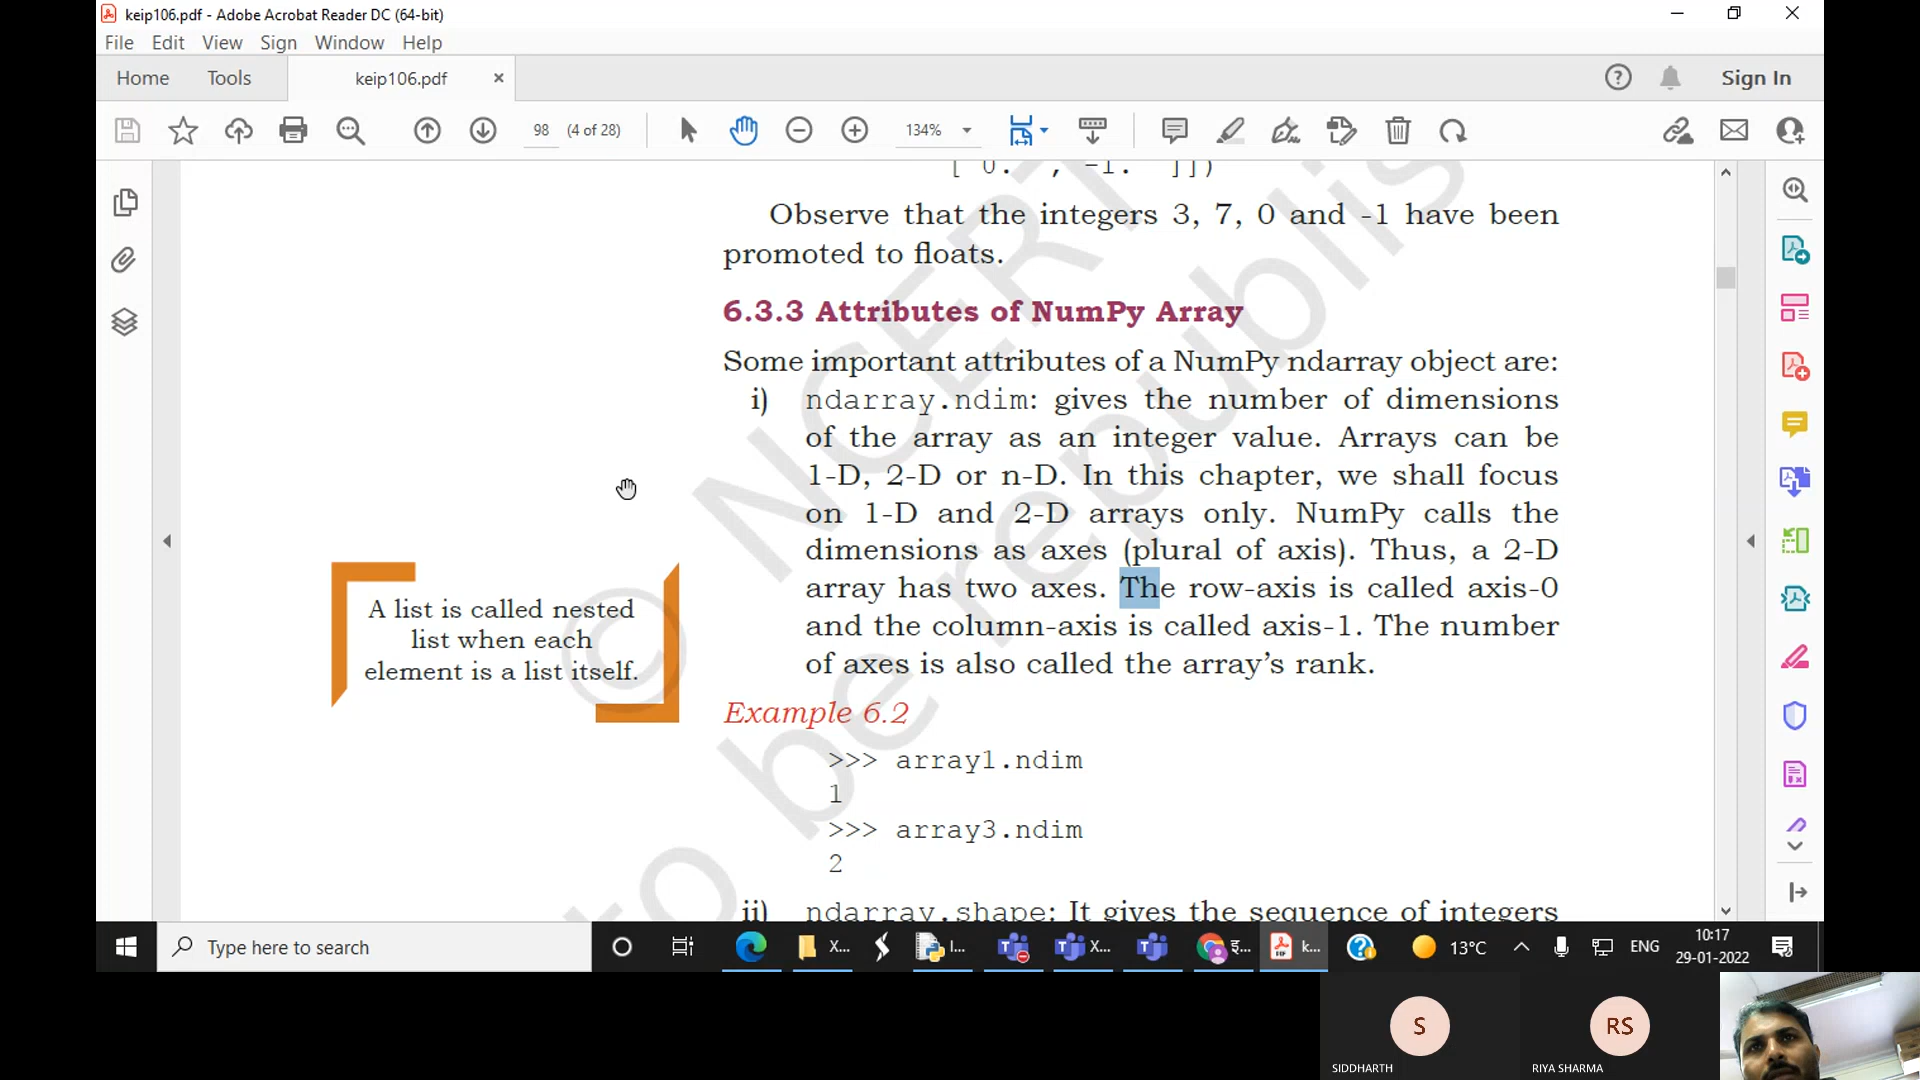 keip106.pdf - Adobe Acrobat Reader DC (64-bit)
File Edit View Sign Window Help
Home Tools keip106.pdf × Sign In
98 (4 of 28) 134%
[ 0. , -1. ]])
Observe that the integers 3, 7, 0 and -1 have been
promoted to floats.
6.3.3 Attributes of NumPy Array
Some important attributes of a NumPy ndarray object are:
i) ndarray.ndim: gives the number of dimensions
of the array as an integer value. Arrays can be
1-D, 2-D or n-D. In this chapter, we shall focus
on 1-D and 2-D arrays only. NumPy calls the
dimensions as axes (plural of axis). Thus, a 2-D
array has two axes. The row-axis is called axis-0
and the column-axis is called axis-1. The number
of axes is also called the array's rank.
A list is called nested
list when each
element is a list itself.
Example 6.2
>>> array1.ndim
1
>>> array3.ndim
2
ii) ndarray.shape: It gives the sequence of integers
© NCERT
to be republis
Type here to search
X...
I...
X...
इ...
k...
13°C
ENG
10:17
29-01-2022
S
SIDDHARTH
RS
RIYA SHARMA